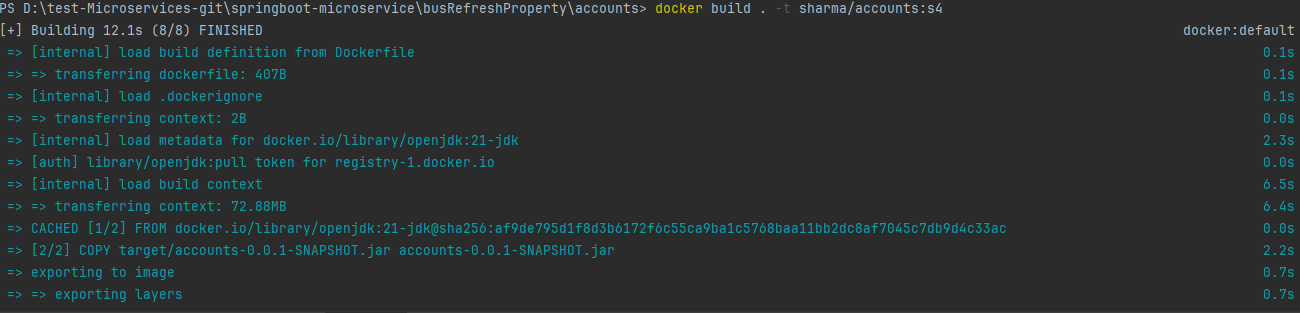 PS D:\test-Microservices-git\springboot-microservice\busRefreshProperty\accounts> docker build . -t sharma/accounts:s4
[+] Building 12.1s (8/8) FINISHED docker:default
=> [internal] load build definition from Dockerfile 0.1s
=> => transferring dockerfile: 407B 0.1s
=> [internal] load .dockerignore 0.1s
=> => transferring context: 2B 0.0s
=> [internal] load metadata for docker.io/library/openjdk:21-jdk 2.3s
=> [auth] library/openjdk:pull token for registry-1.docker.io 0.0s
=> [internal] load build context 6.5s
=> => transferring context: 72.88MB 6.4s
=> CACHED [1/2] FROM docker.io/library/openjdk:21-jdk@sha256:af9de795d1f8d3b6172f6c55ca9ba1c5768baa11bb2dc8af7045c7db9d4c33ac 0.0s
=> [2/2] COPY target/accounts-0.0.1-SNAPSHOT.jar accounts-0.0.1-SNAPSHOT.jar 2.2s
=> exporting to image 0.7s
=> => exporting layers 0.7s